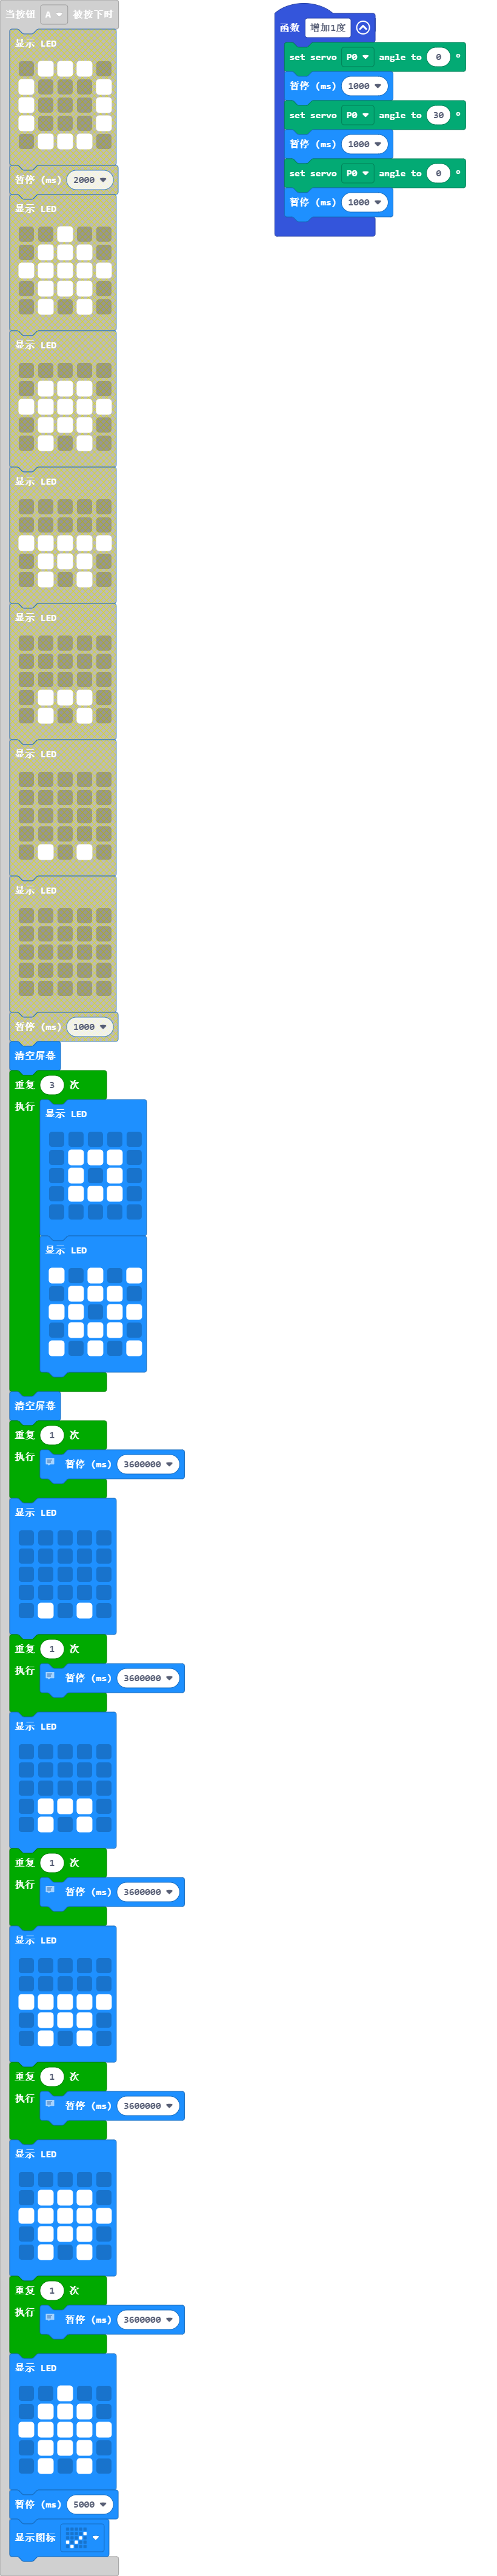 当按钮 A 被按下时
显示 LED
暂停 (ms) 2000
显示 LED
显示 LED
显示 LED
显示 LED
显示 LED
显示 LED
暂停 (ms) 1000
清空屏幕
重复 3 次
执行 显示 LED
显示 LED
清空屏幕
重复 1 次
执行 暂停 (ms) 3600000
显示 LED
重复 1 次
执行 暂停 (ms) 3600000
显示 LED
重复 1 次
执行 暂停 (ms) 3600000
显示 LED
重复 1 次
执行 暂停 (ms) 3600000
显示 LED
重复 1 次
执行 暂停 (ms) 3600000
显示 LED
暂停 (ms) 5000
显示图标
函数 增加1度
set servo P0 angle to 0 °
暂停 (ms) 1000
set servo P0 angle to 30 °
暂停 (ms) 1000
set servo P0 angle to 0 °
暂停 (ms) 1000